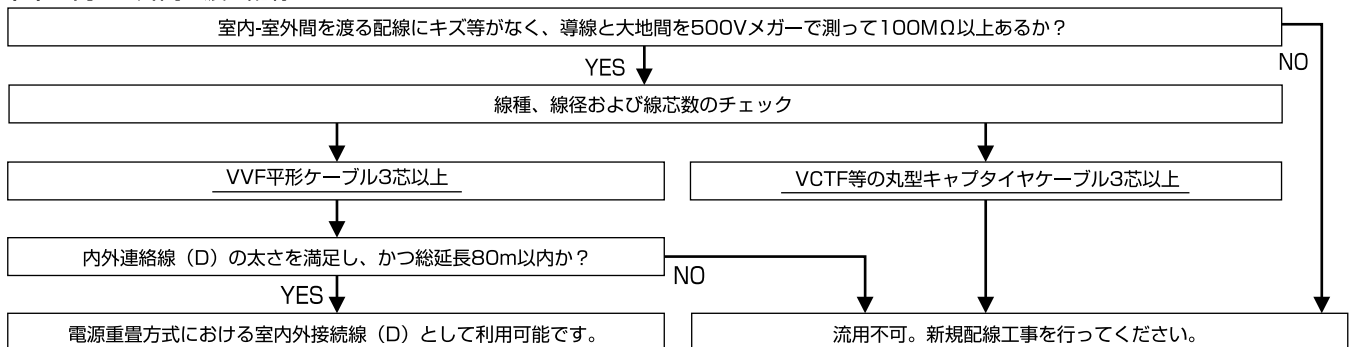 室内-室外間を渡る配線にキズ等がなく、導線と大地間を500Vメガーで測って100MΩ以上あるか？
YES
NO
線種、線径および線芯数のチェック
VVF平形ケーブル3芯以上
VCTF等の丸型キャプタイヤケーブル3芯以上
内外連絡線（D）の太さを満足し、かつ総延長80m以内か？
NO
YES
電源重畳方式における室内外接続線（D）として利用可能です。
流用不可。新規配線工事を行ってください。